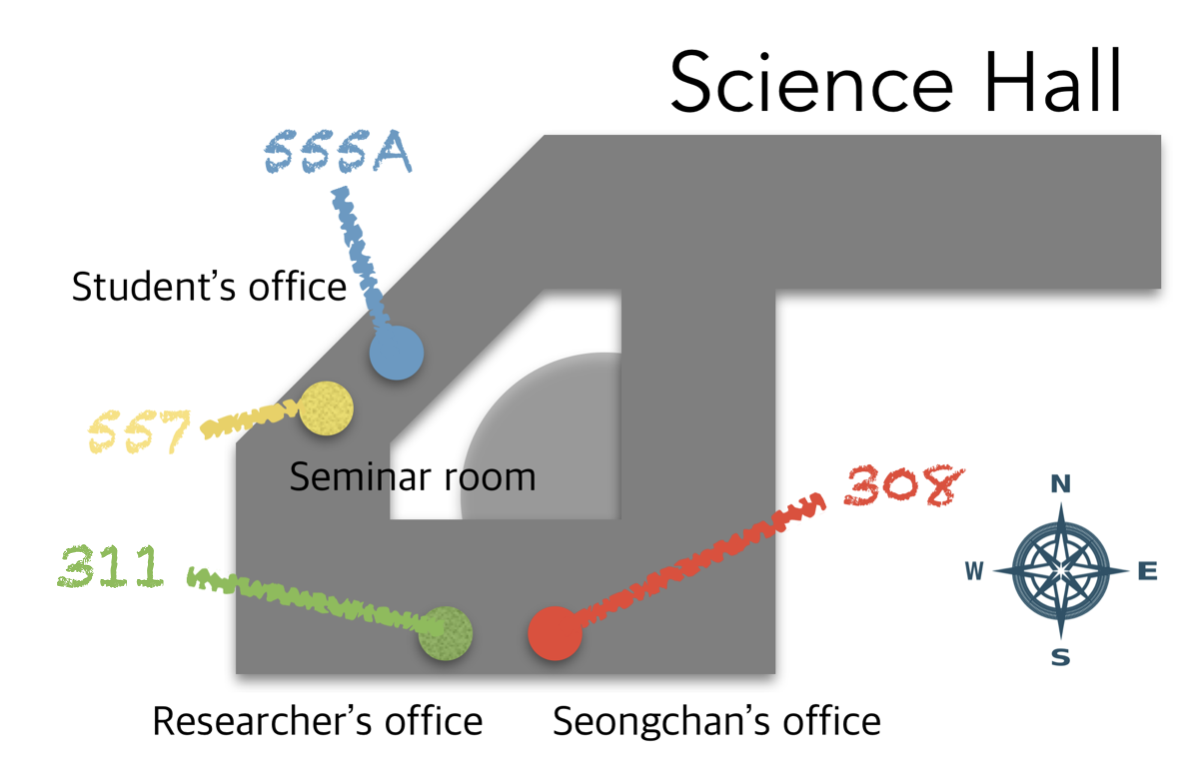 Science Hall
555A
Student's office
557
Seminar room
308
311
Researcher's office
Seongchan's office
N
W
E
S